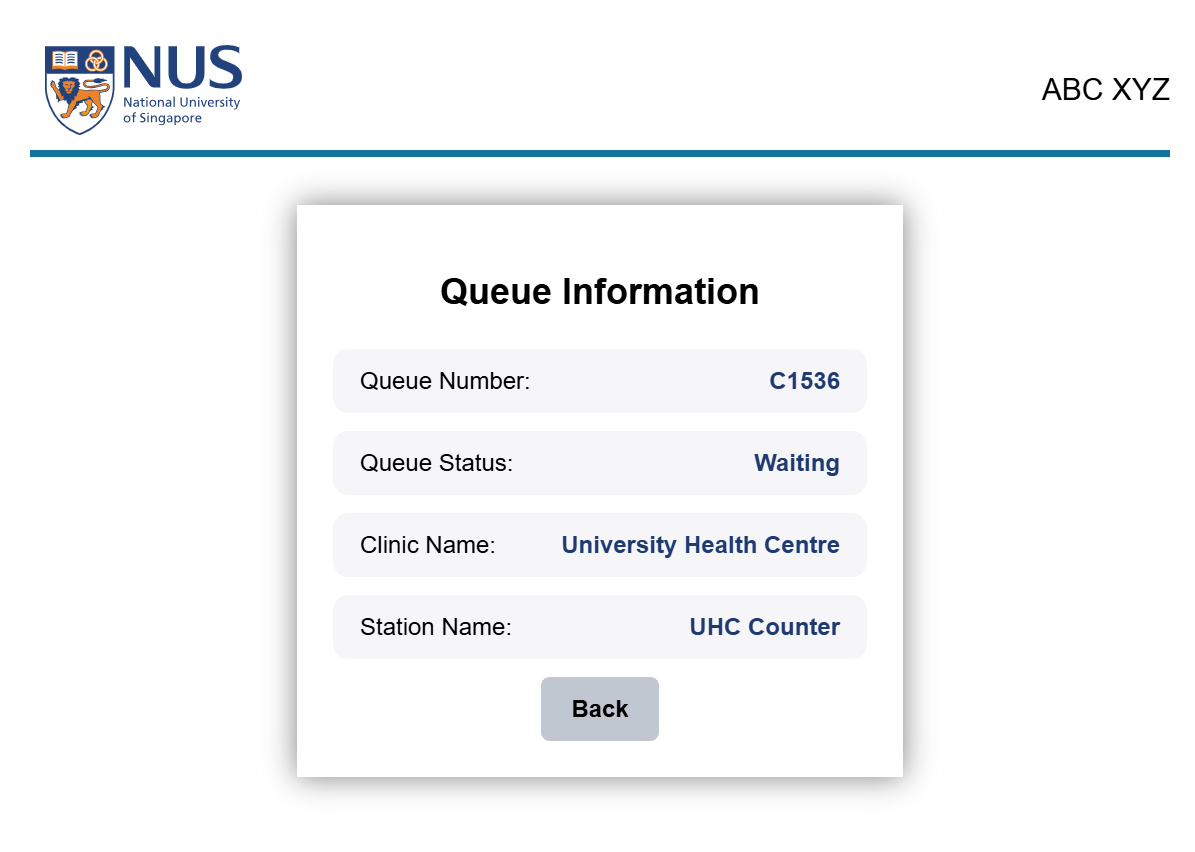 NUS
National University
of Singapore
ABC XYZ
Queue Information
Queue Number: C1536
Queue Status: Waiting
Clinic Name: University Health Centre
Station Name: UHC Counter
Back